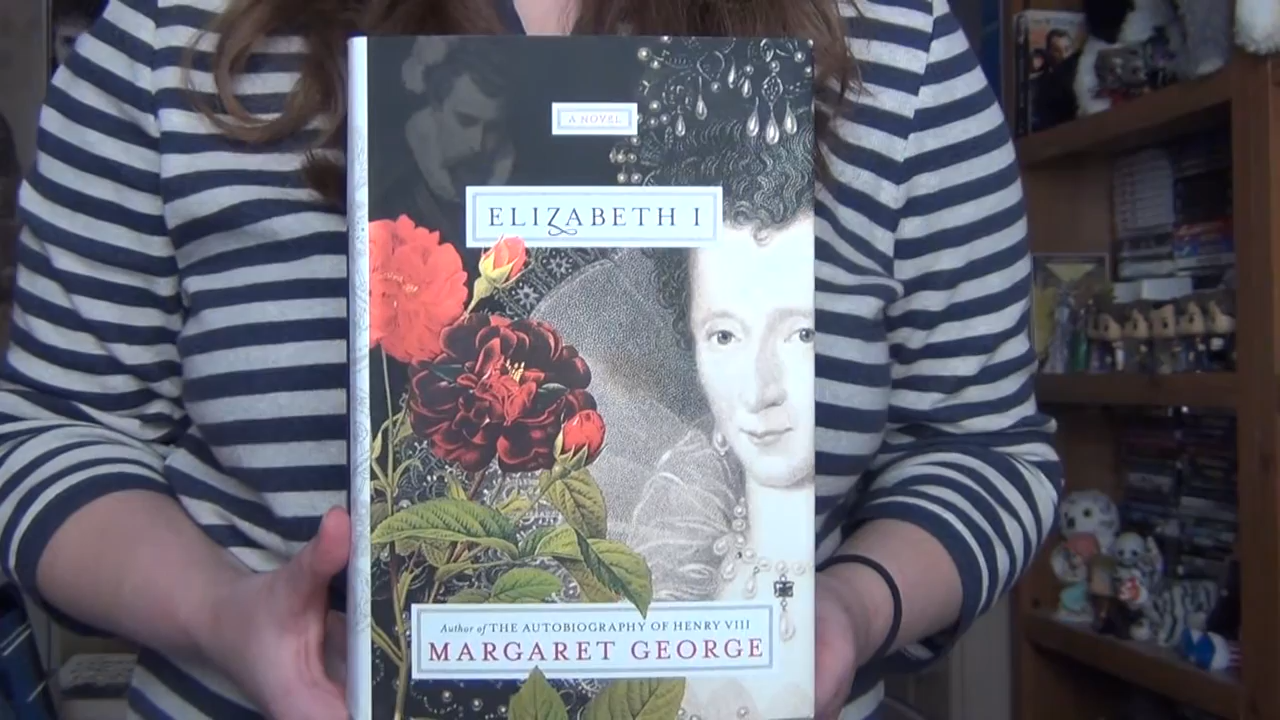 A NOVEL
ELIZABETH I
Author of THE AUTOBIOGRAPHY OF HENRY VIII
MARGARET GEORGE